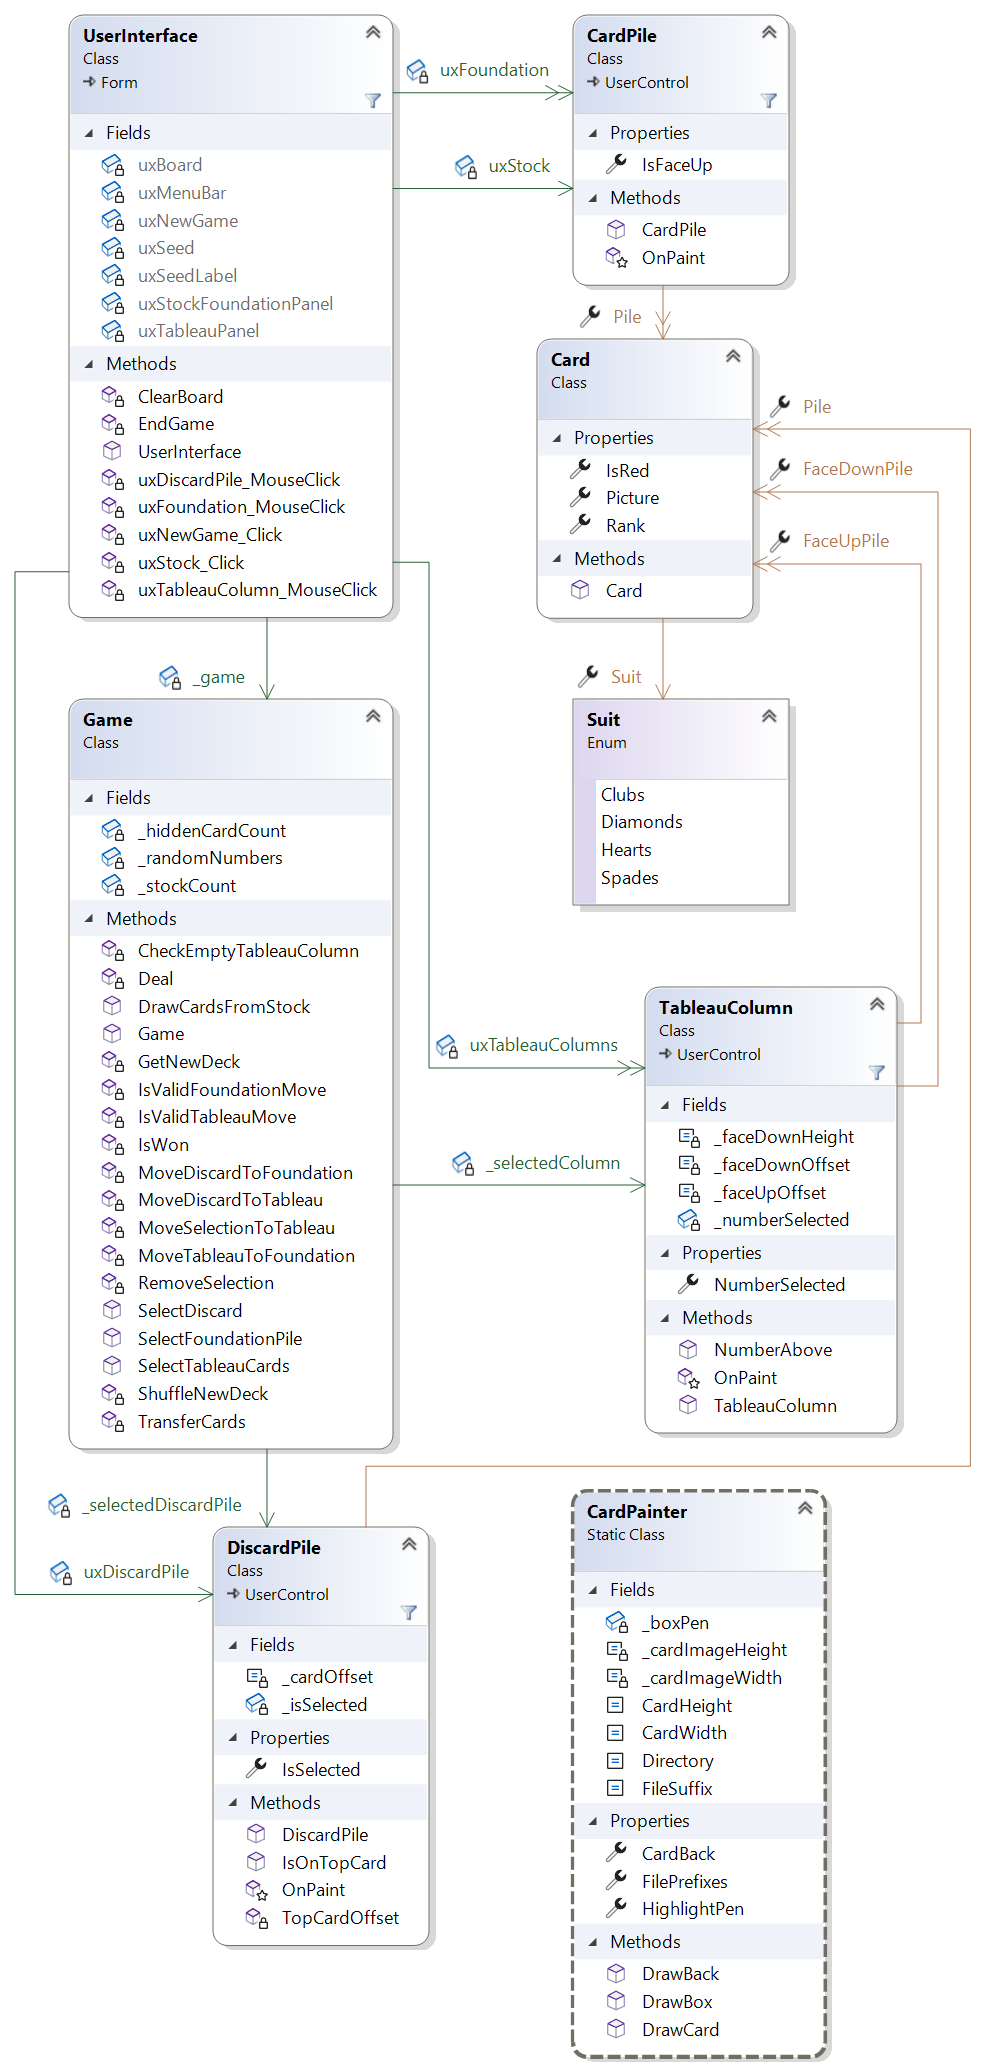 UserInterface
Class
Form
Fields
uxBoard
uxMenuBar
uxNewGame
uxSeed
uxSeedLabel
uxStockFoundationPanel
uxTableauPanel
Methods
ClearBoard
EndGame
UserInterface
uxDiscardPile_MouseClick
uxFoundation_MouseClick
uxNewGame_Click
uxStock_Click
uxTableauColumn_MouseClick
uxFoundation
uxStock
CardPile
Class
UserControl
Properties
IsFaceUp
Methods
CardPile
OnPaint
Pile
Card
Class
Properties
IsRed
Picture
Rank
Methods
Card
Pile
FaceDownPile
FaceUpPile
Suit
Suit
Enum
Clubs
Diamonds
Hearts
Spades
_game
Game
Class
Fields
_hiddenCardCount
_randomNumbers
_stockCount
Methods
CheckEmptyTableauColumn
Deal
DrawCardsFromStock
Game
GetNewDeck
IsValidFoundationMove
IsValidTableauMove
IsWon
MoveDiscardToFoundation
MoveDiscardToTableau
MoveSelectionToTableau
MoveTableauToFoundation
RemoveSelection
SelectDiscard
SelectFoundationPile
SelectTableauCards
ShuffleNewDeck
TransferCards
uxTableauColumns
_selectedColumn
TableauColumn
Class
UserControl
Fields
_faceDownHeight
_faceDownOffset
_faceUpOffset
_numberSelected
Properties
NumberSelected
Methods
NumberAbove
OnPaint
TableauColumn
_selectedDiscardPile
uxDiscardPile
DiscardPile
Class
UserControl
Fields
_cardOffset
_isSelected
Properties
IsSelected
Methods
DiscardPile
IsOnTopCard
OnPaint
TopCardOffset
CardPainter
Static Class
Fields
_boxPen
_cardImageHeight
_cardImageWidth
CardHeight
CardWidth
Directory
FileSuffix
Properties
CardBack
FilePrefixes
HighlightPen
Methods
DrawBack
DrawBox
DrawCard